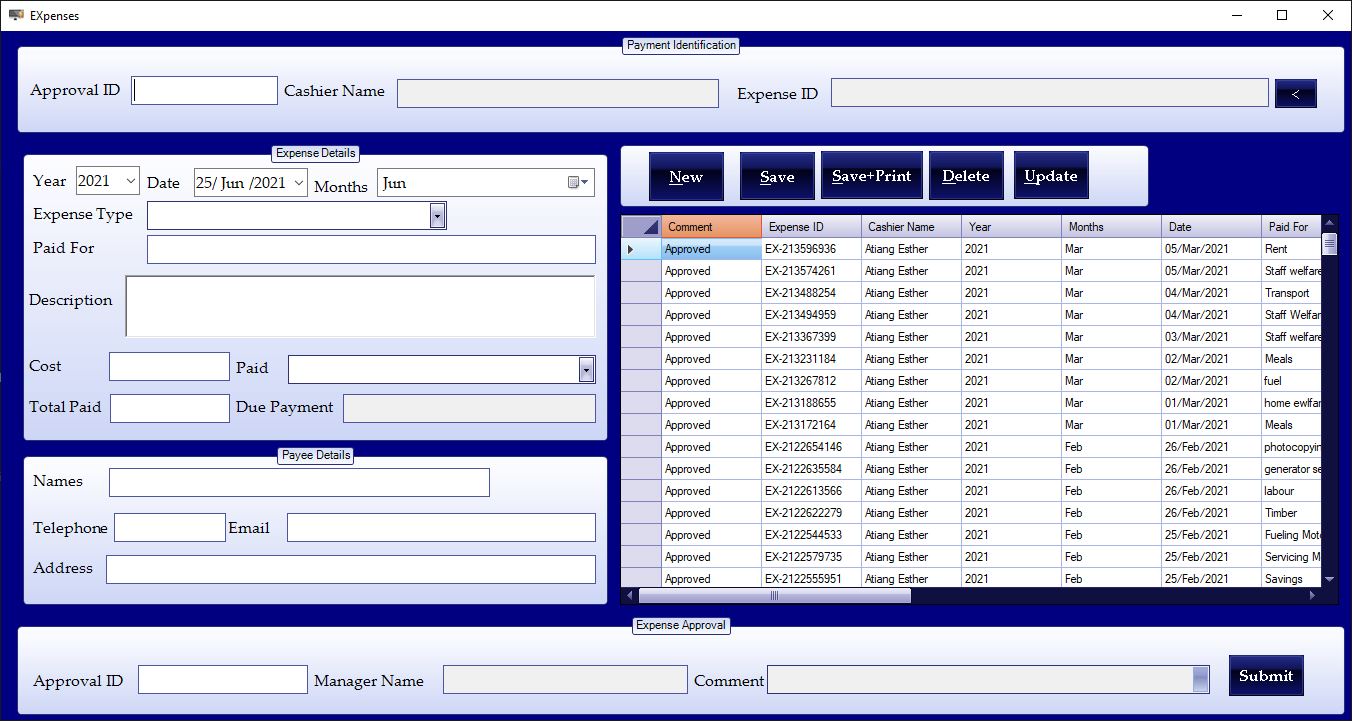 EXpenses
Payment Identification
Approval ID Cashier Name Expense ID <
Expense Details
Year 2021 Date 25/ Jun /2021 Months Jun
Expense Type
Paid For
Description
Cost Paid
Total Paid Due Payment
Payee Details
Names
Telephone Email
Address
New Save Save+Print Delete Update
Comment Expense ID Cashier Name Year Months Date Paid For
Approved EX-213596936 Atiang Esther 2021 Mar 05/Mar/2021 Rent
Approved EX-213574261 Atiang Esther 2021 Mar 05/Mar/2021 Staff welfare
Approved EX-213488254 Atiang Esther 2021 Mar 04/Mar/2021 Transport
Approved EX-213494959 Atiang Esther 2021 Mar 04/Mar/2021 Staff Welfar
Approved EX-213367399 Atiang Esther 2021 Mar 03/Mar/2021 Staff welfare
Approved EX-213231184 Atiang Esther 2021 Mar 02/Mar/2021 Meals
Approved EX-213267812 Atiang Esther 2021 Mar 02/Mar/2021 fuel
Approved EX-213188655 Atiang Esther 2021 Mar 01/Mar/2021 home ewlfar
Approved EX-213172164 Atiang Esther 2021 Mar 01/Mar/2021 Meals
Approved EX-2122654146 Atiang Esther 2021 Feb 26/Feb/2021 photocopyin
Approved EX-2122635584 Atiang Esther 2021 Feb 26/Feb/2021 generator se
Approved EX-2122613566 Atiang Esther 2021 Feb 26/Feb/2021 labour
Approved EX-2122622279 Atiang Esther 2021 Feb 26/Feb/2021 Timber
Approved EX-2122544533 Atiang Esther 2021 Feb 25/Feb/2021 Fueling Mot
Approved EX-2122579735 Atiang Esther 2021 Feb 25/Feb/2021 Servicing M
Approved EX-2122555951 Atiang Esther 2021 Feb 25/Feb/2021 Savings
Expense Approval
Approval ID Manager Name Comment Submit